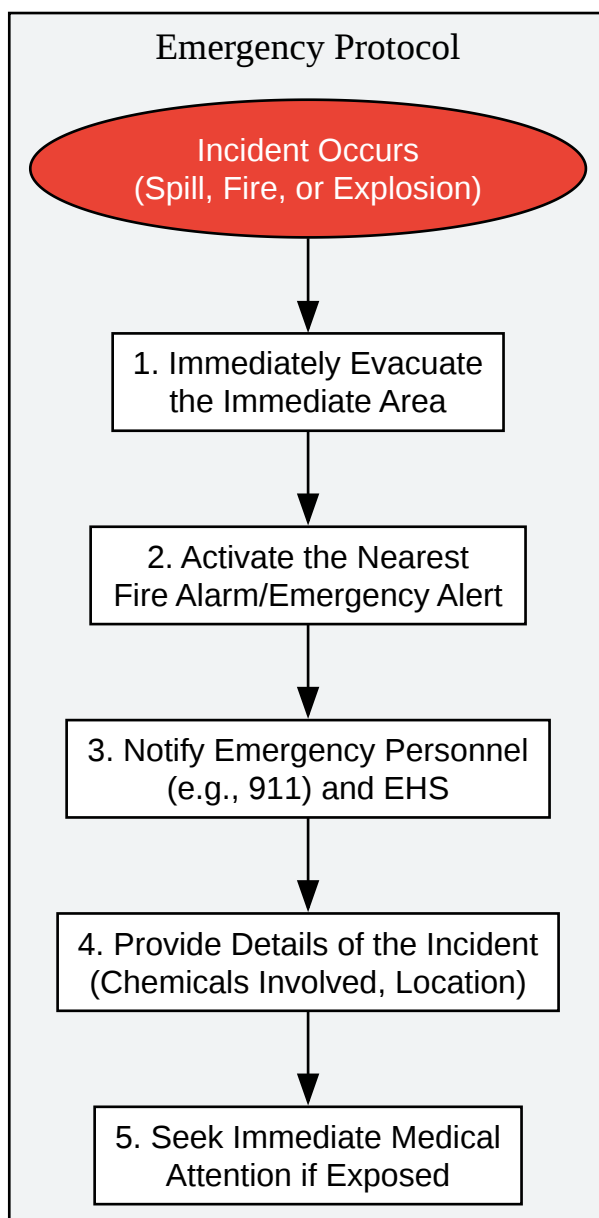 Emergency Protocol
Incident Occurs
(Spill, Fire, or Explosion)
1. Immediately Evacuate
the Immediate Area
2. Activate the Nearest
Fire Alarm/Emergency Alert
3. Notify Emergency Personnel
(e.g., 911) and EHS
4. Provide Details of the Incident
(Chemicals Involved, Location)
5. Seek Immediate Medical
Attention if Exposed